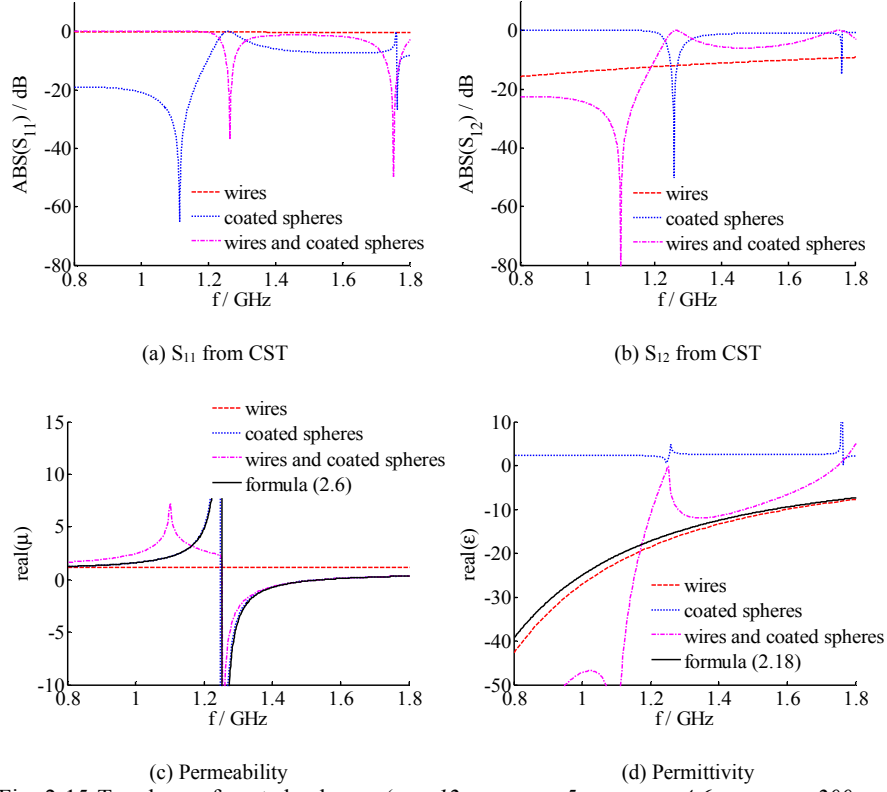 0
-20
-40
-60
-80
0.8
1
1.2
1.4
1.6
1.8
ABS(S11) / dB
f / GHz
wires
coated spheres
wires and coated spheres
(a) S11 from CST
0
-20
-40
-60
-80
0.8
1
1.2
1.4
1.6
1.8
ABS(S12) / dB
f / GHz
wires
coated spheres
wires and coated spheres
(b) S12 from CST
wires
coated spheres
wires and coated spheres
formula (2.6)
15
10
5
0
-5
-10
0.8
1
1.2
1.4
1.6
1.8
real(μ)
f / GHz
(c) Permeability
10
0
-10
-20
-30
-40
-50
0.8
1
1.2
1.4
1.6
1.8
real(ε)
f / GHz
wires
coated spheres
wires and coated spheres
formula (2.18)
(d) Permittivity